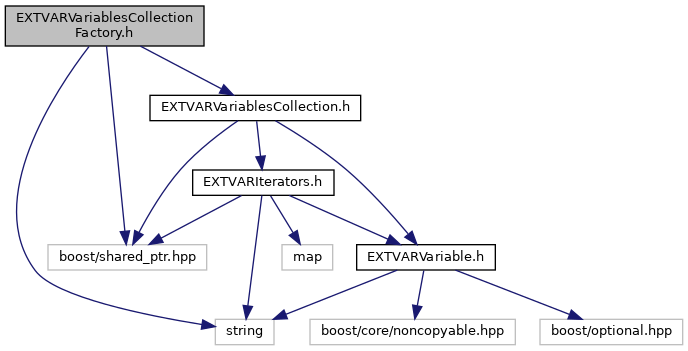 EXTVARVariablesCollection
Factory.h
EXTVARVariablesCollection.h
EXTVARIterators.h
boost/shared_ptr.hpp
map
EXTVARVariable.h
string
boost/core/noncopyable.hpp
boost/optional.hpp